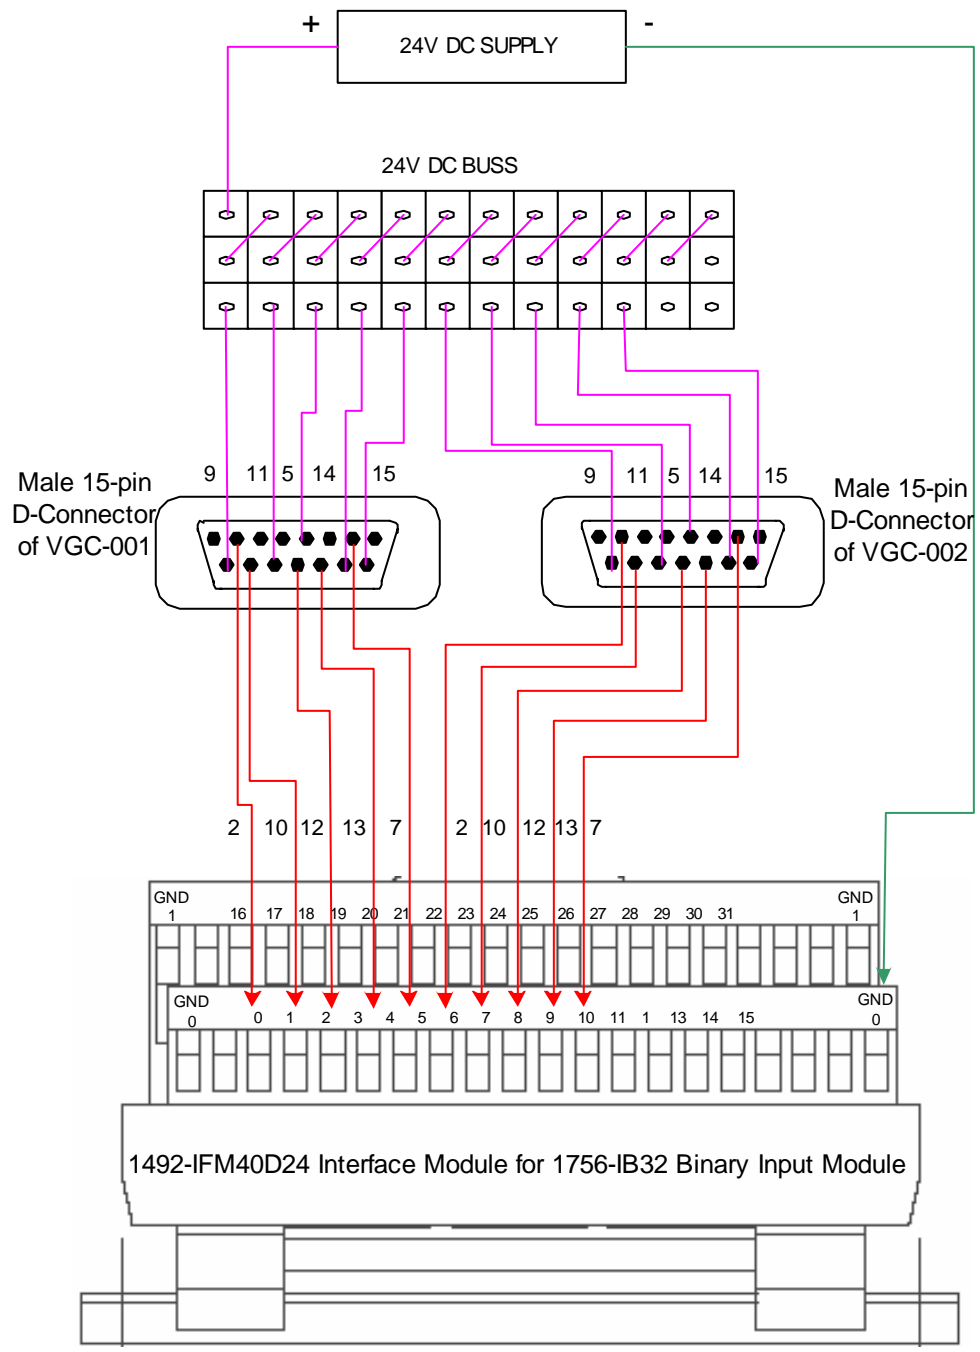 + 24V DC SUPPLY -
24V DC BUSS
9 11 5 14 15
Male 15-pin
D-Connector
of VGC-001
9 11 5 14 15
Male 15-pin
D-Connector
of VGC-002
2 10 12 13 7 2 10 12 13 7
GND
1
16 17 18 19 20 21 22 23 24 25 26 27 28 29 30 31
GND
1
GND
0
0 1 2 3 4 5 6 7 8 9 10 11 1 13 14 15
GND
0
1492-IFM40D24 Interface Module for 1756-IB32 Binary Input Module